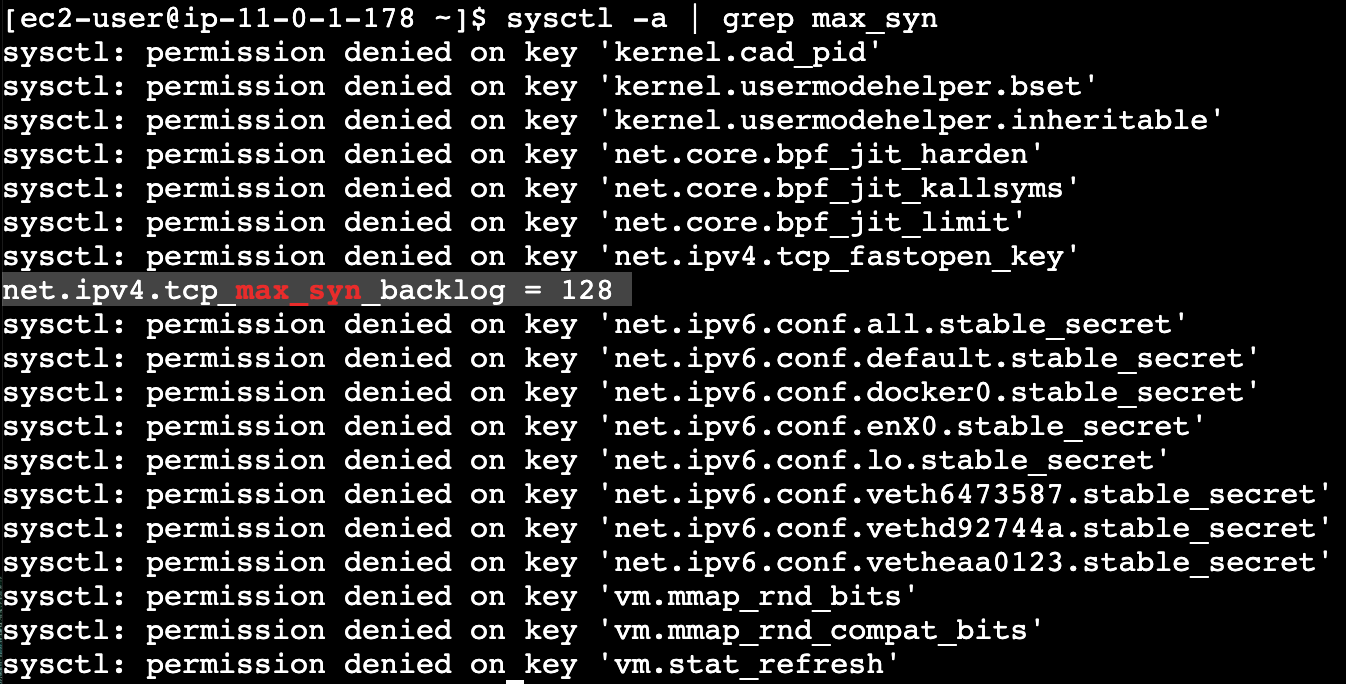 [ec2-user@ip-11-0-1-178 ~]$ sysctl -a | grep max_syn
sysctl: permission denied on key 'kernel.cad_pid'
sysctl: permission denied on key 'kernel.usermodehelper.bset'
sysctl: permission denied on key 'kernel.usermodehelper.inheritable'
sysctl: permission denied on key 'net.core.bpf_jit_harden'
sysctl: permission denied on key 'net.core.bpf_jit_kallsyms'
sysctl: permission denied on key 'net.core.bpf_jit_limit'
sysctl: permission denied on key 'net.ipv4.tcp_fastopen_key'
net.ipv4.tcp_max_syn_backlog = 128
sysctl: permission denied on key 'net.ipv6.conf.all.stable_secret'
sysctl: permission denied on key 'net.ipv6.conf.default.stable_secret'
sysctl: permission denied on key 'net.ipv6.conf.docker0.stable_secret'
sysctl: permission denied on key 'net.ipv6.conf.enX0.stable_secret'
sysctl: permission denied on key 'net.ipv6.conf.lo.stable_secret'
sysctl: permission denied on key 'net.ipv6.conf.veth6473587.stable_secret'
sysctl: permission denied on key 'net.ipv6.conf.vethd92744a.stable_secret'
sysctl: permission denied on key 'net.ipv6.conf.vetheaa0123.stable_secret'
sysctl: permission denied on key 'vm.mmap_rnd_bits'
sysctl: permission denied on key 'vm.mmap_rnd_compat_bits'
sysctl: permission denied on key 'vm.stat_refresh'